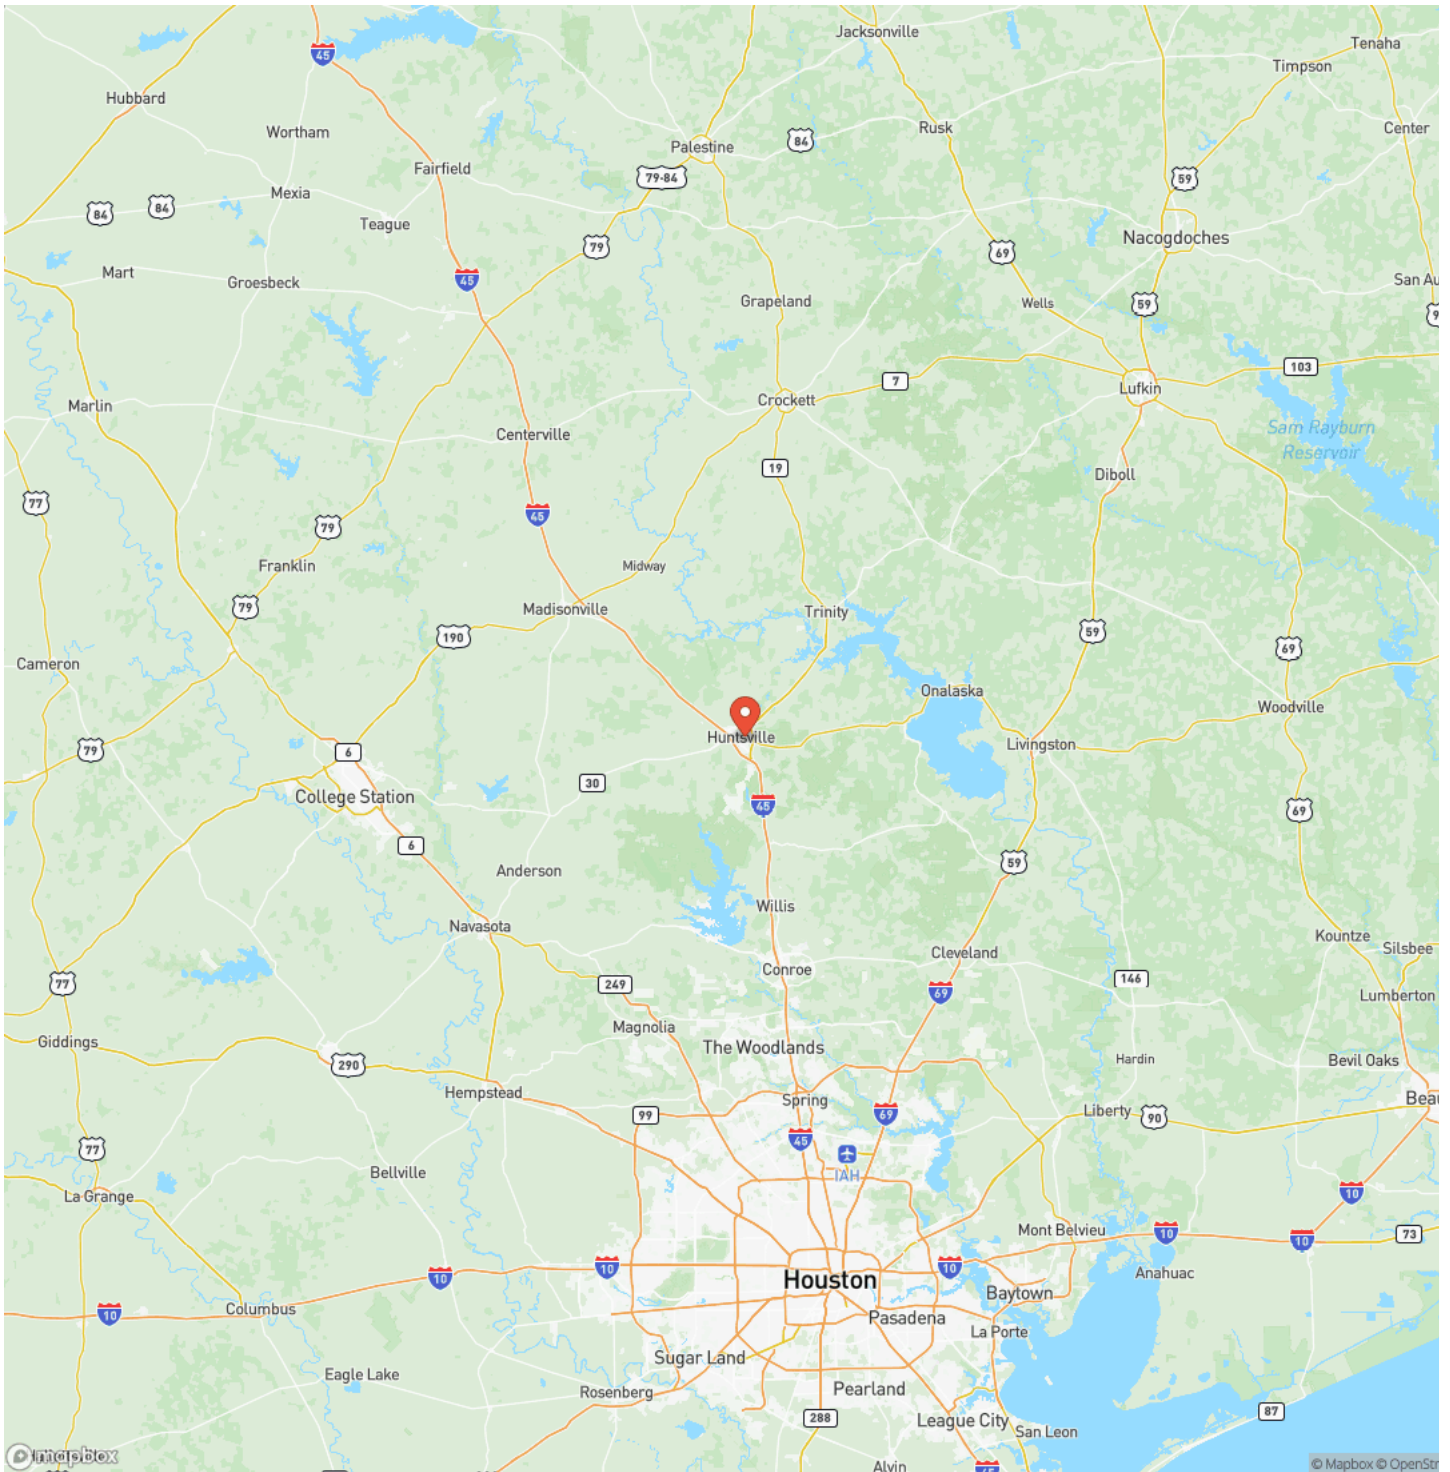 Jacksonville
Tenaha
45
Timpson
Hubbard
Wortham
Rusk
Center
84
Palestine
Fairfield
79-84
59
Mexia
84
84
Teague
79
Nacogdoches
69
Mart
45
Groesbeck
San Au
Grapeland
Wells
59
9
103
7
Lufkin
Crockett
Marlin
Centerville
Sam Rayburn
Reservoir
19
Diboll
77
45
79
Franklin
Midway
79
Madisonville
Trinity
190
59
69
Cameron
Onalaska
Woodville
Huntsville
Livingston
79
6
30
College Station
45
69
6
59
Anderson
Willis
Navasota
Kountze
Silsbee
Cleveland
Conroe
77
249
69
146
Lumberton
Magnolia
Giddings
The Woodlands
Hardin
Bevil Oaks
290
Hempstead
Spring
Beau
99
69
Liberty
90
45
77
IAH
Bellville
La Grange
10
Mont Belvieu
10
10
73
10
10
10
Houston
Anahuac
Baytown
10
Columbus
Pasadena
La Porte
Sugar Land
Eagle Lake
Rosenberg
Pearland
288
League City
87
San Leon
mapbox
Alvin
45
© Mapbox © OpenStr